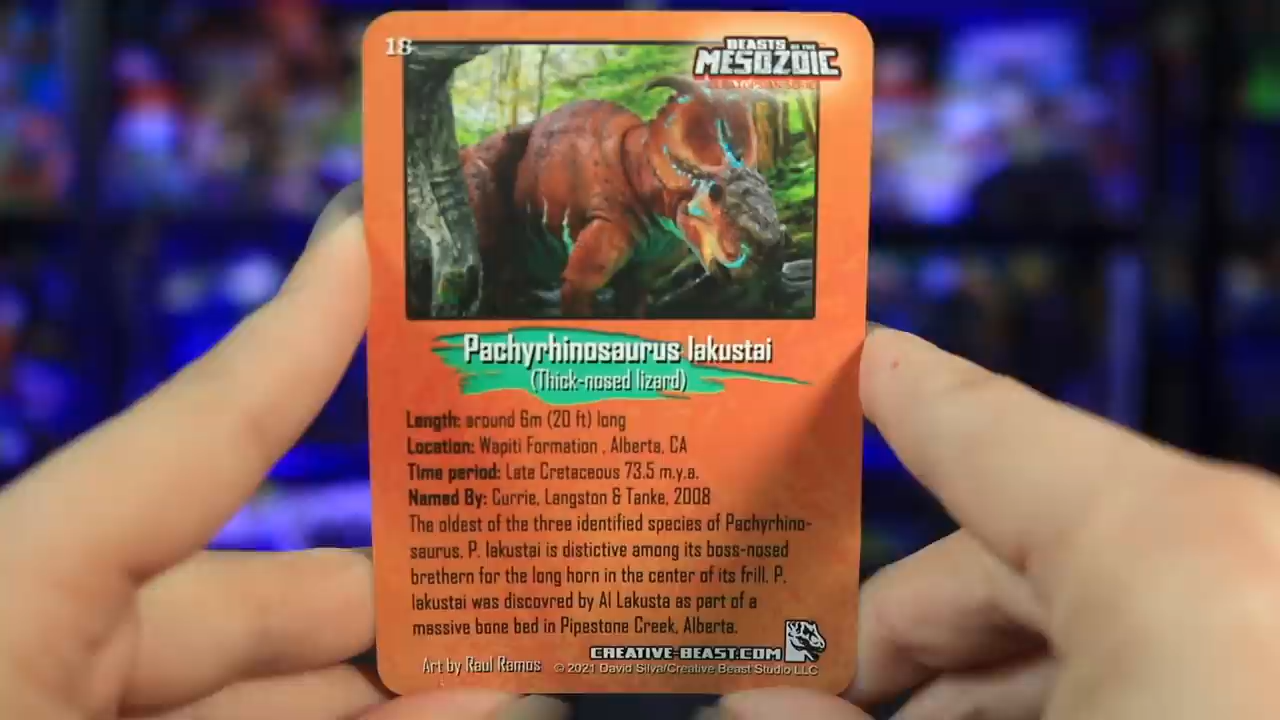 18
BEASTS OF THE
MESOZOIC
Pachyrhinosaurus lakustai
(Thick-nosed lizard)
Length: around 6m (20 ft) long
Location: Wapiti Formation , Alberta, CA
Time period: Late Cretaceous 73.5 m.y.a.
Named By: Currie, Langston & Tanke, 2008
The oldest of the three identified species of Pachyrhino-
saurus. P. lakustai is distictive among its boss-nosed
brethern for the long horn in the center of its frill. P.
lakustai was discovred by Al Lakusta as part of a
massive bone bed in Pipestone Creek, Alberta.
CREATIVE-BEAST.COM
Art by Raul Ramos © 2021 David Silva/Creative Beast Studio LLC